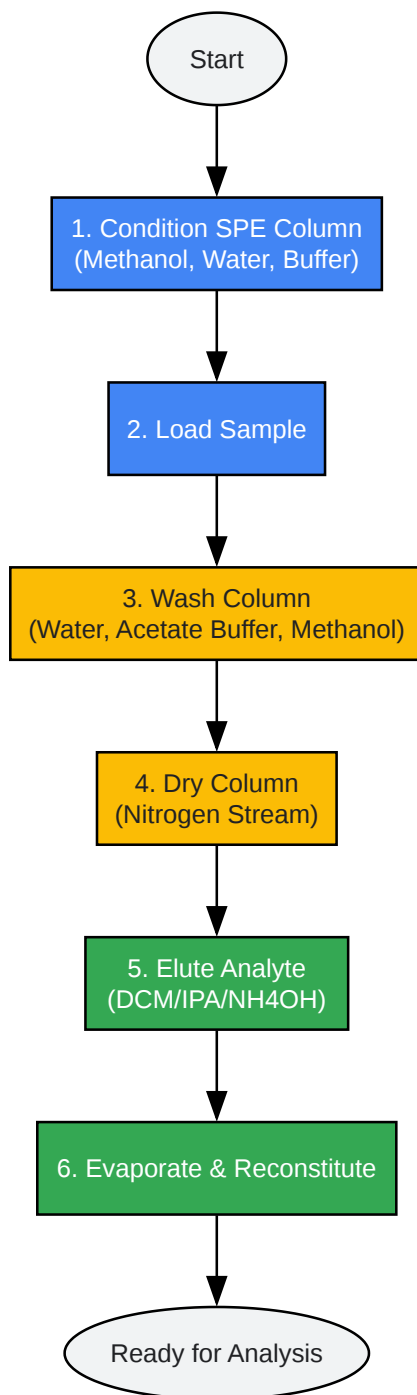 Start
1. Condition SPE Column
(Methanol, Water, Buffer)
2. Load Sample
3. Wash Column
(Water, Acetate Buffer, Methanol)
4. Dry Column
(Nitrogen Stream)
5. Elute Analyte
(DCM/IPA/NH4OH)
6. Evaporate & Reconstitute
Ready for Analysis